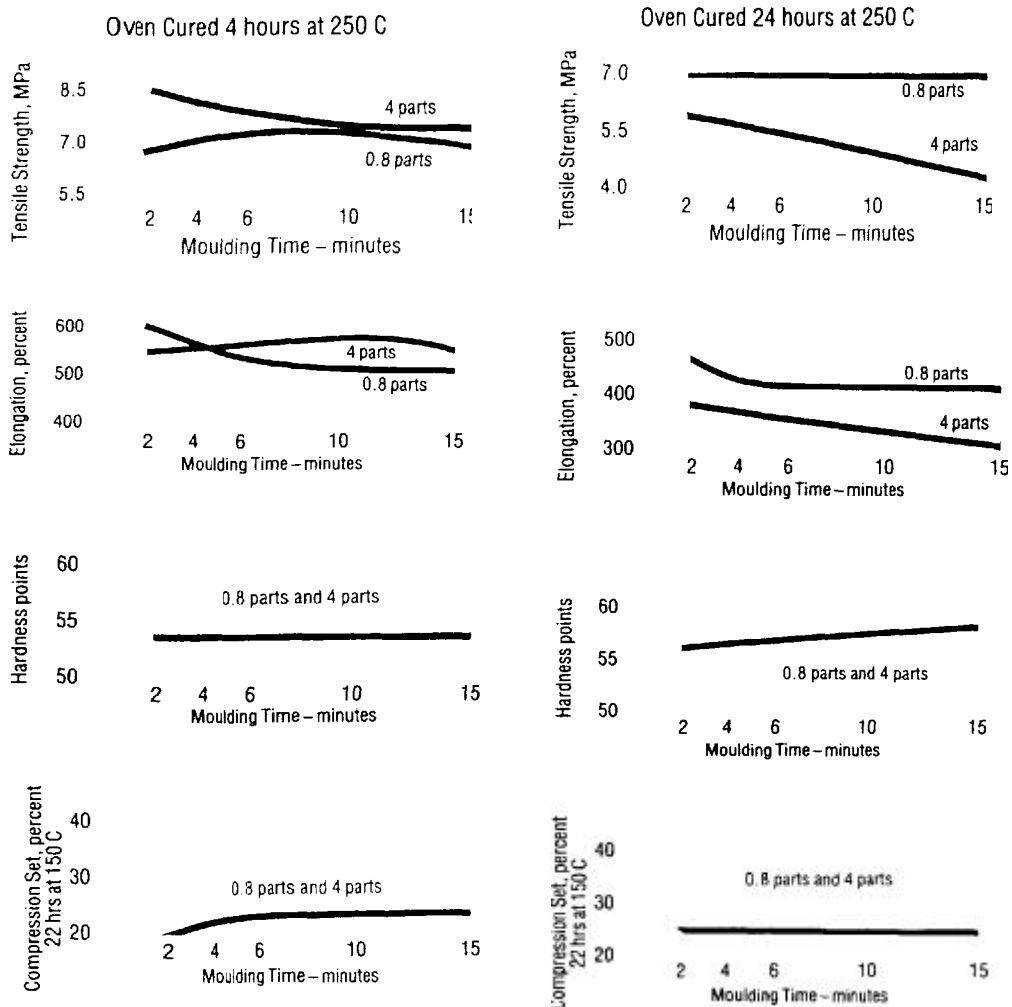 Oven Cured 4 hours at 250 C
Tensile Strength, MPa
8.5
7.0
5.5
4 parts
0.8 parts
2 4 6 10 15
Moulding Time – minutes
Elongation, percent
600
500
400
4 parts
0.8 parts
2 4 6 10 15
Moulding Time – minutes
Hardness points
60
55
50
0.8 parts and 4 parts
2 4 6 10 15
Moulding Time – minutes
Compression Set, percent
22 hrs at 150 C
40
30
20
0.8 parts and 4 parts
2 4 6 10 15
Moulding Time – minutes
Oven Cured 24 hours at 250 C
Tensile Strength, MPa
7.0
5.5
4.0
0.8 parts
4 parts
2 4 6 10 15
Moulding Time – minutes
Elongation, percent
500
400
300
0.8 parts
4 parts
2 4 6 10 15
Moulding Time – minutes
Hardness points
60
55
50
0.8 parts and 4 parts
2 4 6 10 15
Moulding Time – minutes
Compression Set, percent
22 hrs at 150 C
40
30
20
0.8 parts and 4 parts
2 4 6 10 15
Moulding Time – minutes